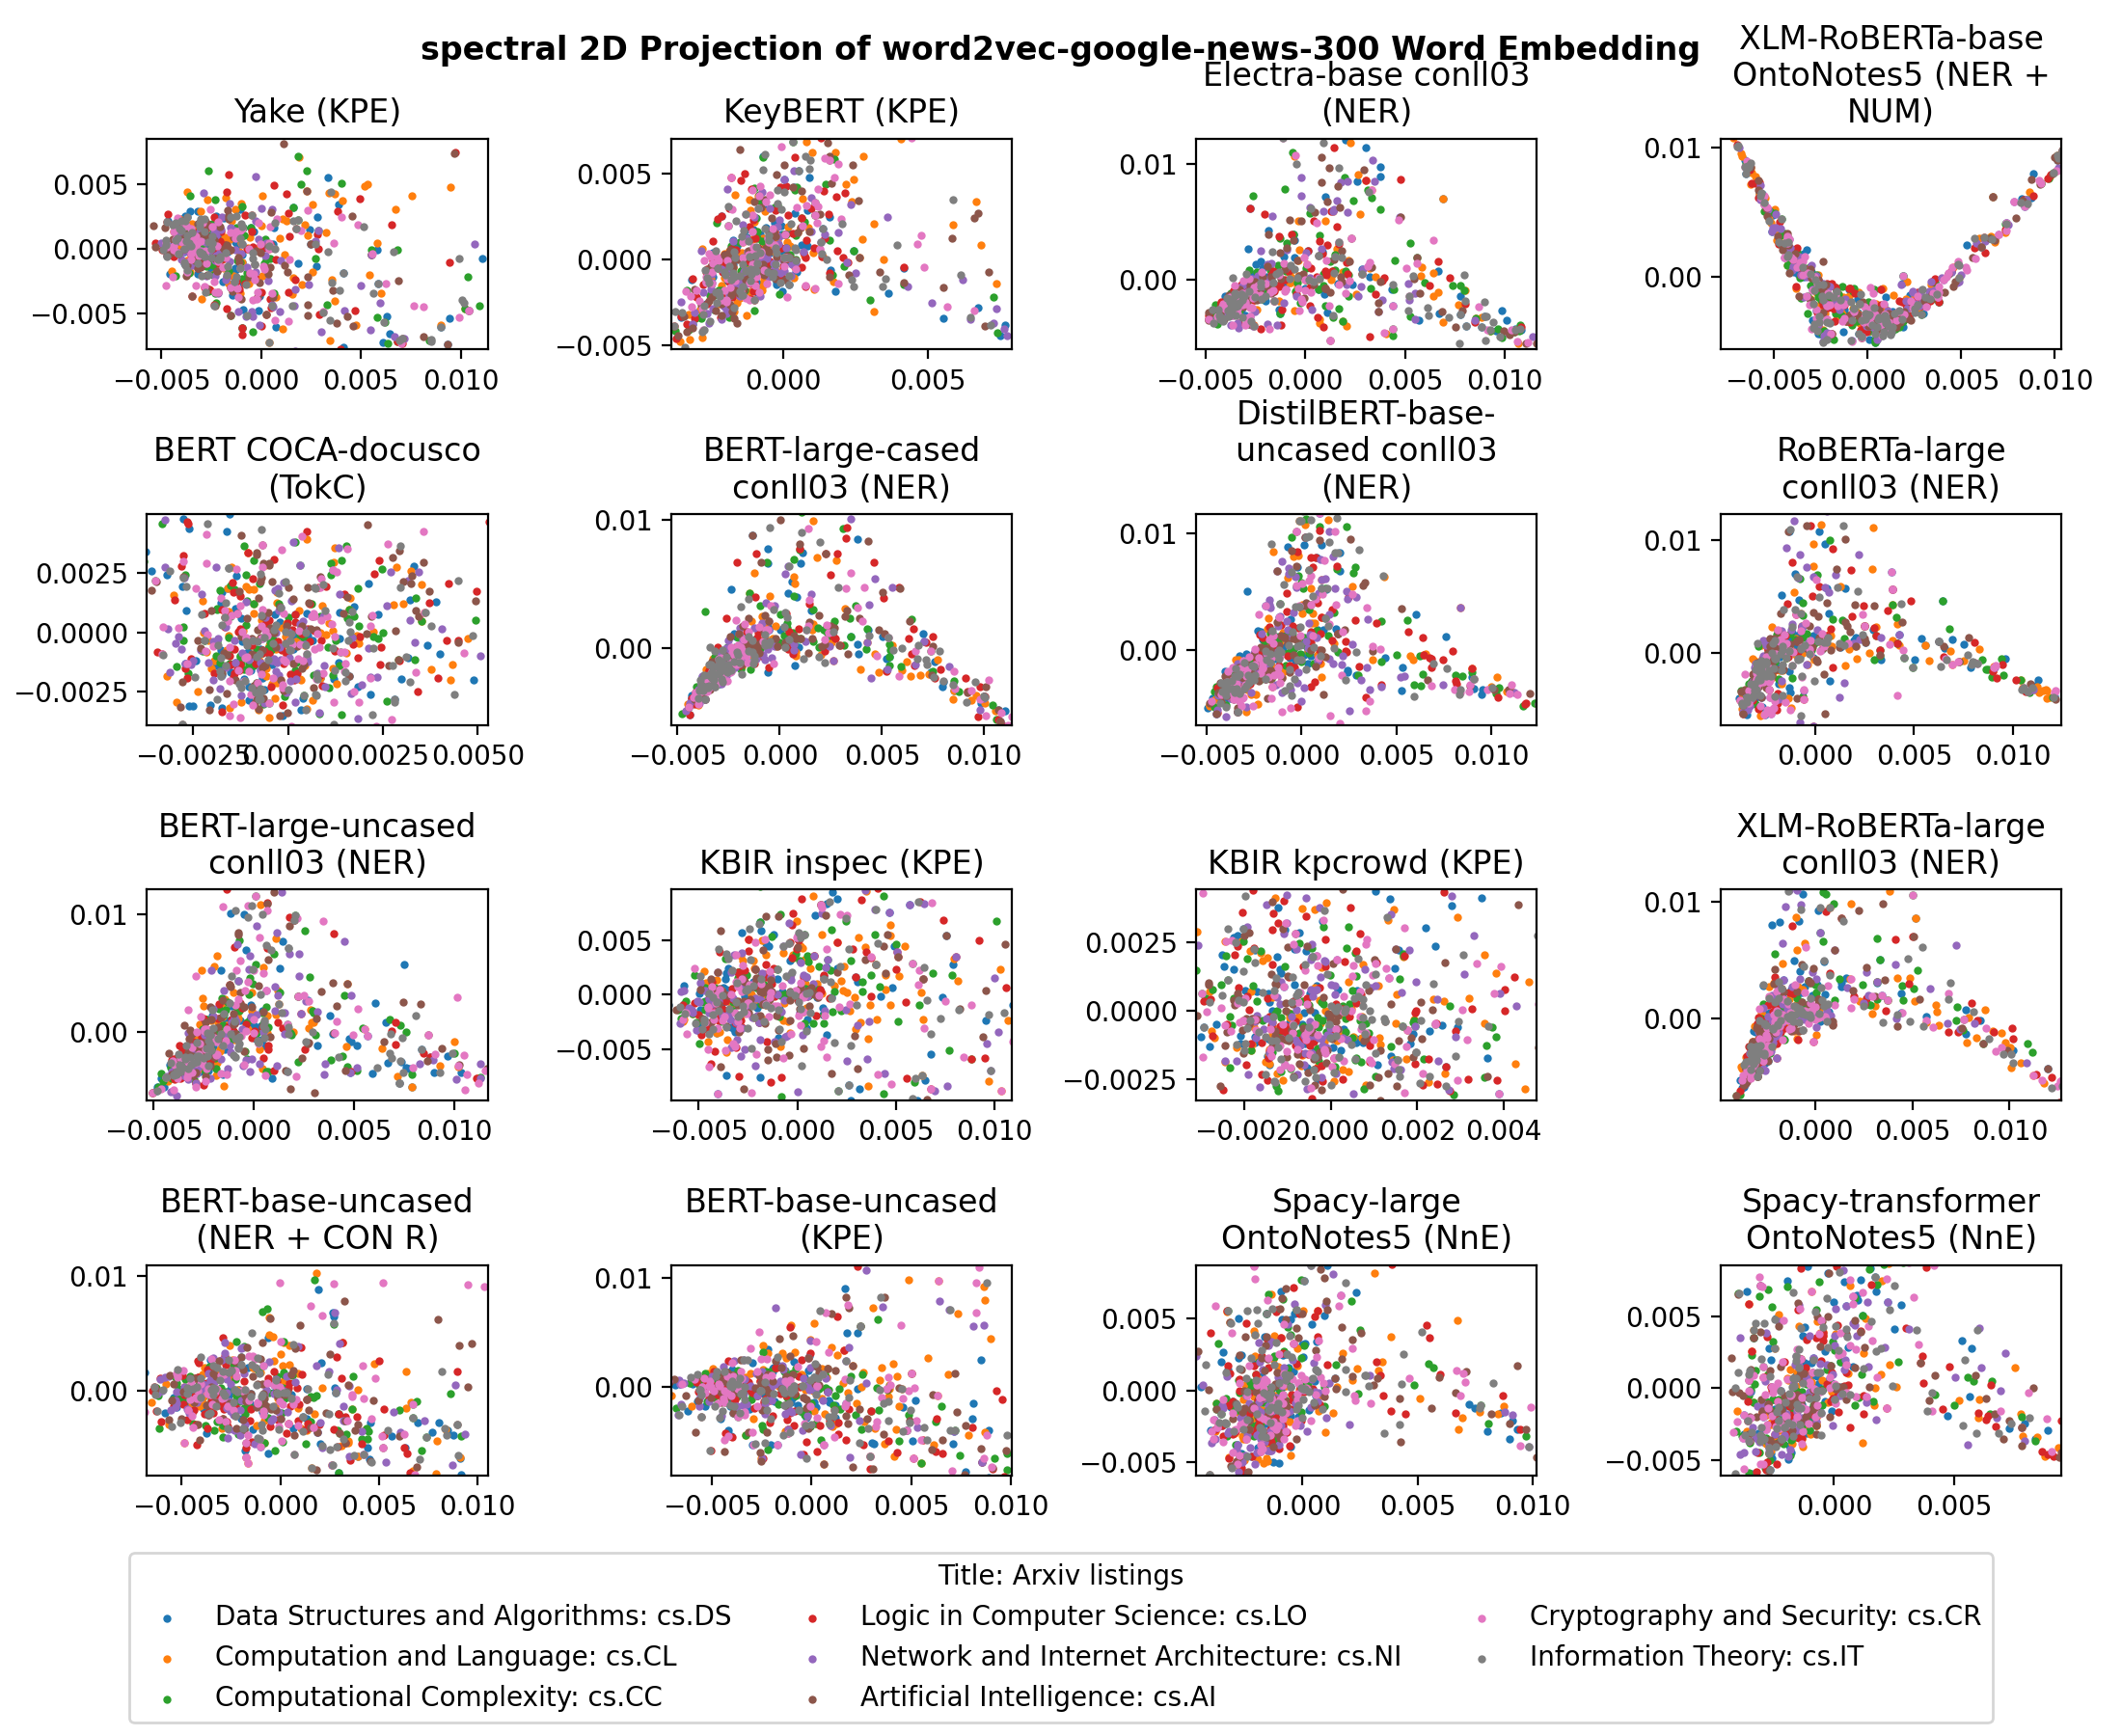 spectral 2D Projection of word2vec-google-news-300 Word Embedding
Yake (KPE)
0.005
0.000
−0.005
−0.005 0.000 0.005 0.010
KeyBERT (KPE)
0.005
0.000
−0.005
0.000 0.005
Electra-base conll03
(NER)
0.01
0.00
−0.005 0.000 0.005 0.010
XLM-RoBERTa-base
OntoNotes5 (NER +
NUM)
0.01
0.00
−0.005 0.000 0.005 0.010
BERT COCA-docusco
(TokC)
0.0025
0.0000
−0.0025
−0.0025 0.0000 0.0025 0.0050
BERT-large-cased
conll03 (NER)
0.01
0.00
−0.005 0.000 0.005 0.010
DistilBERT-base-
uncased conll03
(NER)
0.01
0.00
−0.005 0.000 0.005 0.010
RoBERTa-large
conll03 (NER)
0.01
0.00
0.000 0.005 0.010
BERT-large-uncased
conll03 (NER)
0.01
0.00
−0.005 0.000 0.005 0.010
KBIR inspec (KPE)
0.005
0.000
−0.005
−0.005 0.000 0.005 0.010
KBIR kpcrowd (KPE)
0.0025
0.0000
−0.0025
−0.002 0.000 0.002 0.004
XLM-RoBERTa-large
conll03 (NER)
0.01
0.00
0.000 0.005 0.010
BERT-base-uncased
(NER + CON R)
0.01
0.00
−0.005 0.000 0.005 0.010
BERT-base-uncased
(KPE)
0.01
0.00
−0.005 0.000 0.005 0.010
Spacy-large
OntoNotes5 (NnE)
0.005
0.000
−0.005
0.000 0.005 0.010
Spacy-transformer
OntoNotes5 (NnE)
0.005
0.000
−0.005
0.000 0.005
Title: Arxiv listings
Data Structures and Algorithms: cs.DS
Computation and Language: cs.CL
Computational Complexity: cs.CC
Logic in Computer Science: cs.LO
Network and Internet Architecture: cs.NI
Artificial Intelligence: cs.AI
Cryptography and Security: cs.CR
Information Theory: cs.IT